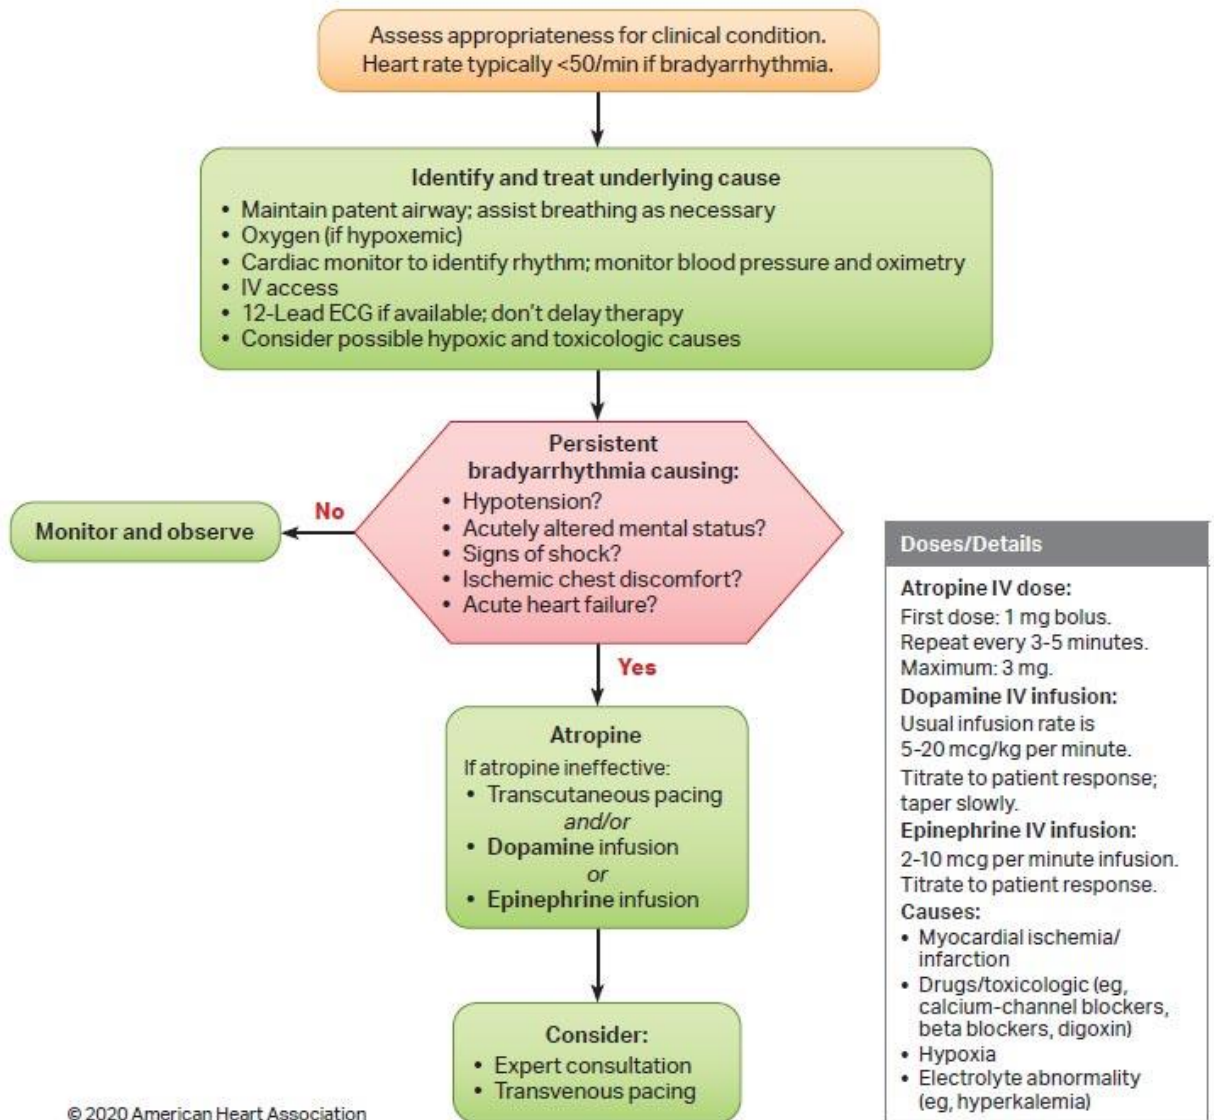 Assess appropriateness for clinical condition.
Heart rate typically <50/min if bradyarrhythmia.
Identify and treat underlying cause
• Maintain patent airway; assist breathing as necessary
• Oxygen (if hypoxemic)
• Cardiac monitor to identify rhythm; monitor blood pressure and oximetry
• IV access
• 12-Lead ECG if available; don't delay therapy
• Consider possible hypoxic and toxicologic causes
Persistent
bradyarrhythmia causing:
• Hypotension?
• Acutely altered mental status?
• Signs of shock?
• Ischemic chest discomfort?
• Acute heart failure?
No
Monitor and observe
Yes
Atropine
If atropine ineffective:
• Transcutaneous pacing
and/or
• Dopamine infusion
or
• Epinephrine infusion
Consider:
• Expert consultation
• Transvenous pacing
Doses/Details
Atropine IV dose:
First dose: 1 mg bolus.
Repeat every 3-5 minutes.
Maximum: 3 mg.
Dopamine IV infusion:
Usual infusion rate is
5-20 mcg/kg per minute.
Titrate to patient response;
taper slowly.
Epinephrine IV infusion:
2-10 mcg per minute infusion.
Titrate to patient response.
Causes:
• Myocardial ischemia/
infarction
• Drugs/toxicologic (eg,
calcium-channel blockers,
beta blockers, digoxin)
• Hypoxia
• Electrolyte abnormality
(eg, hyperkalemia)
© 2020 American Heart Association